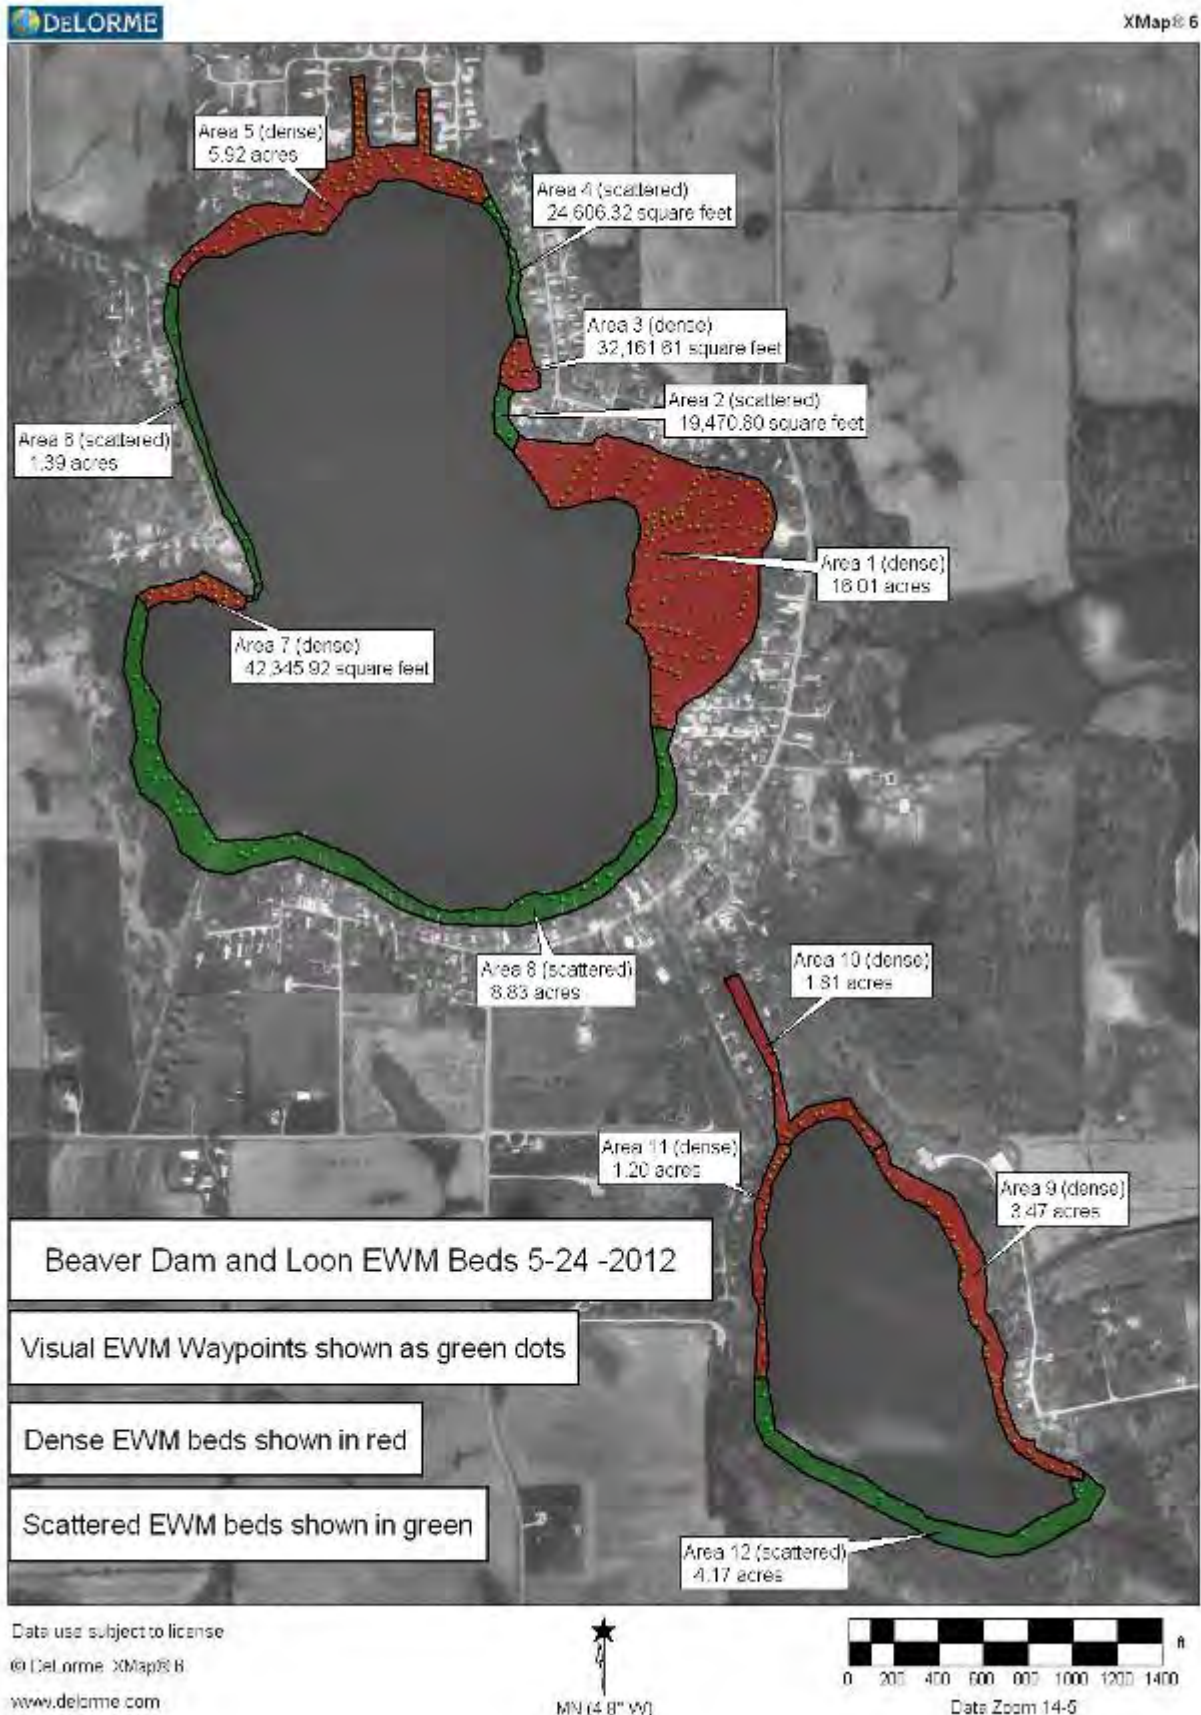 DELORME
XMap® 6
Area 5 (dense)
5.92 acres
Area 4 (scattered)
24,606.32 square feet
Area 3 (dense)
32,161.61 square feet
Area 2 (scattered)
19,470.80 square feet
Area 6 (scattered)
1.39 acres
Area 1 (dense)
16.01 acres
Area 7 (dense)
42,345.92 square feet
Area 8 (scattered)
8.83 acres
Area 10 (dense)
1.81 acres
Area 11 (dense)
1.20 acres
Area 9 (dense)
3.47 acres
Beaver Dam and Loon EWM Beds 5-24 -2012
Visual EWM Waypoints shown as green dots
Dense EWM beds shown in red
Scattered EWM beds shown in green
Area 12 (scattered)
4.17 acres
Data use subject to license
© DeLorme. XMap® 6.
www.delorme.com
MN (4.8° W)
ft
0 200 400 600 800 1000 1200 1400
Data Zoom 14-5